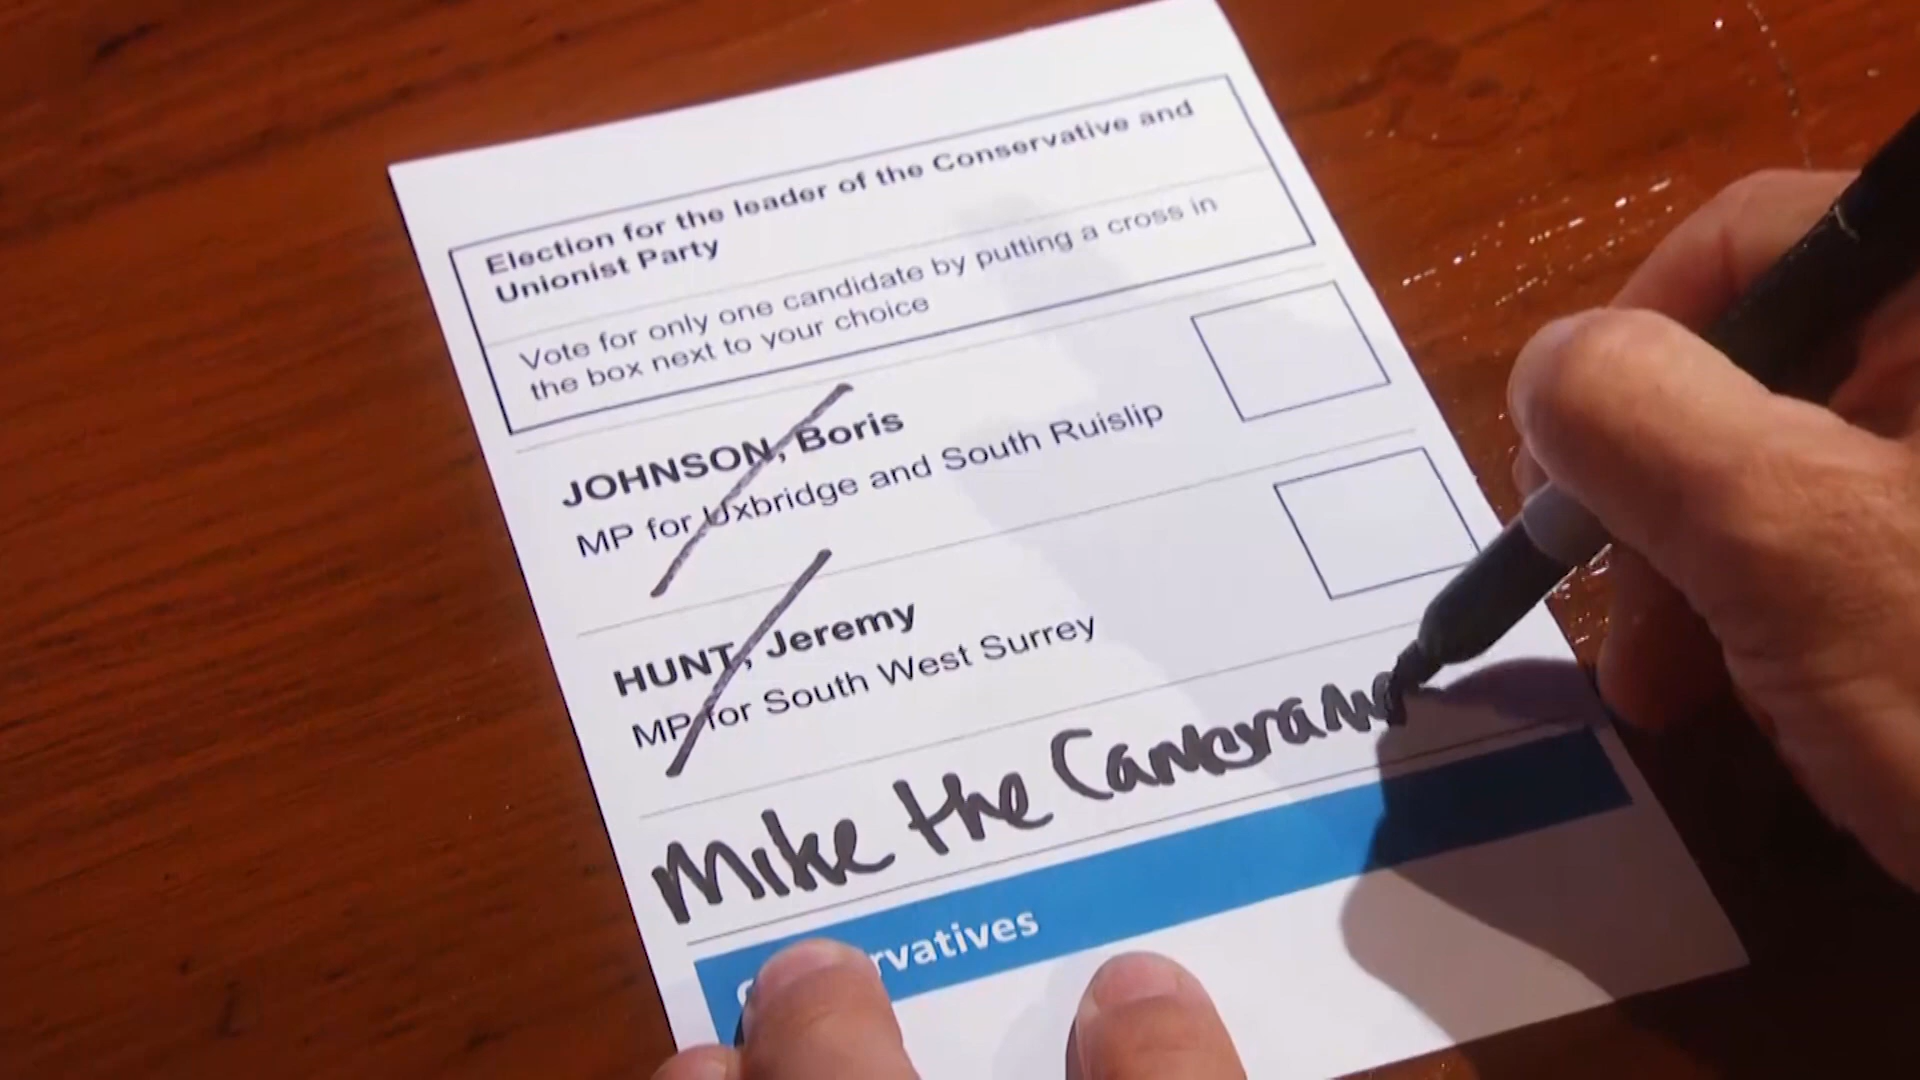 Election for the leader of the Conservative and
Unionist Party
Vote for only one candidate by putting a cross in
the box next to your choice
JOHNSON, Boris
MP for Uxbridge and South Ruislip
HUNT, Jeremy
MP for South West Surrey
Mike the Camerama